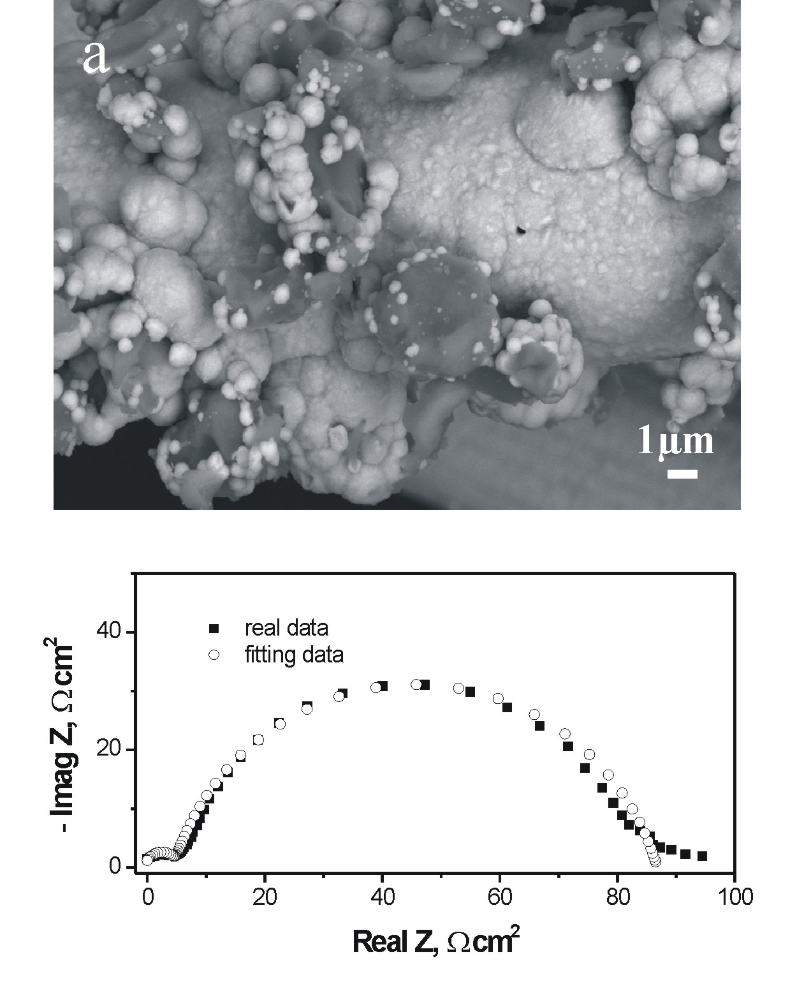 a
1μm
real data
fitting data
40
20
0
- Imag Z, Ωcm²
0 20 40 60 80 100
Real Z, Ωcm²